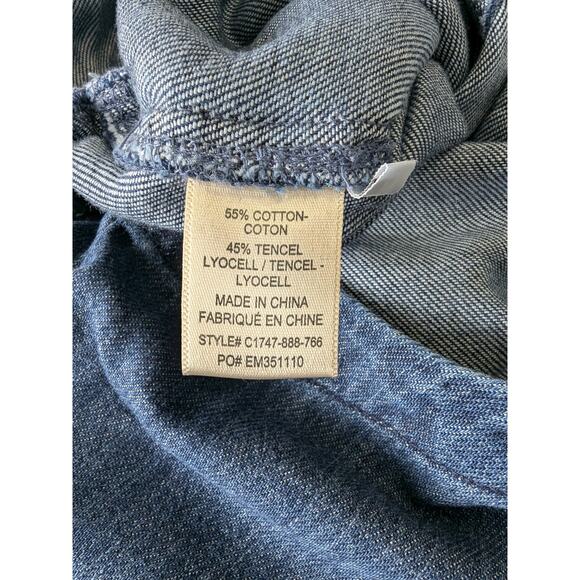 55% COTTON-
COTON
45% TENCEL
LYOCELL / TENCEL -
LYOCELL
MADE IN CHINA
FABRIQUÉ EN CHINE
STYLE# C1747-888-766
PO# EM351110